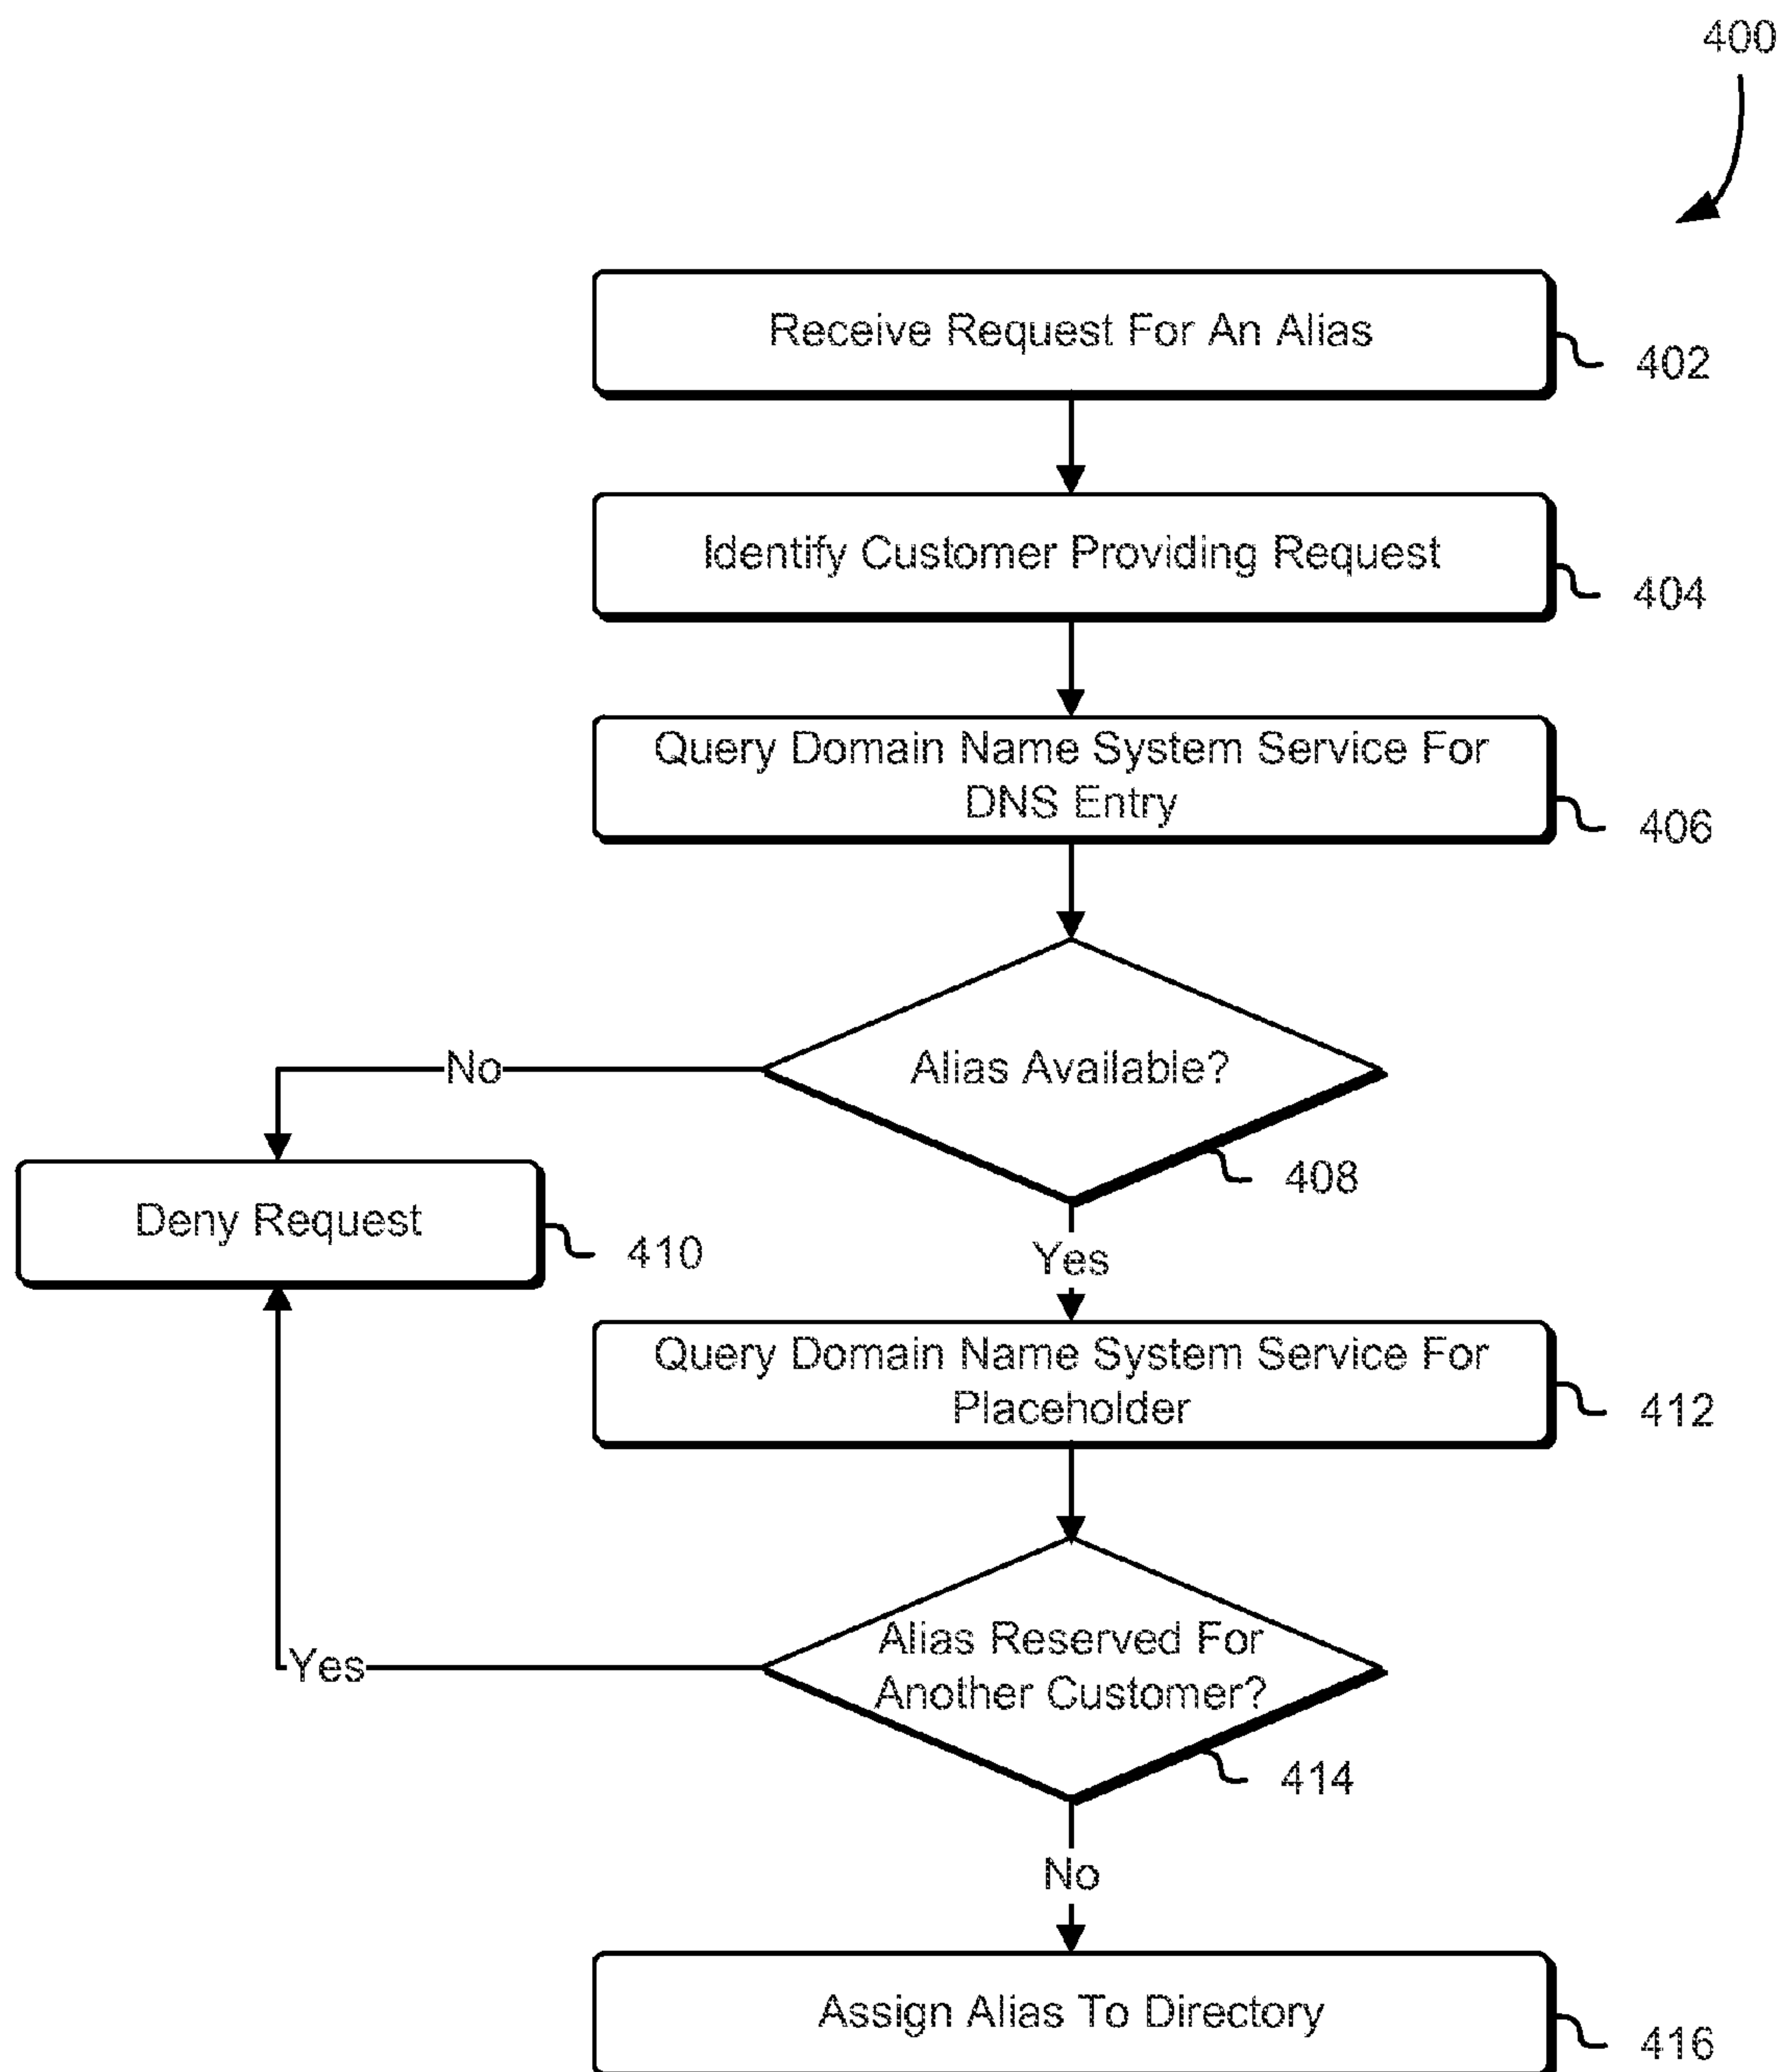 400
Receive Request For An Alias
402
Identify Customer Providing Request
404
Query Domain Name System Service For
DNS Entry
406
Alias Available?
No
408
Deny Request
410
Yes
Query Domain Name System Service For
Placeholder
412
Alias Reserved For
Another Customer?
Yes
414
No
Assign Alias To Directory
416